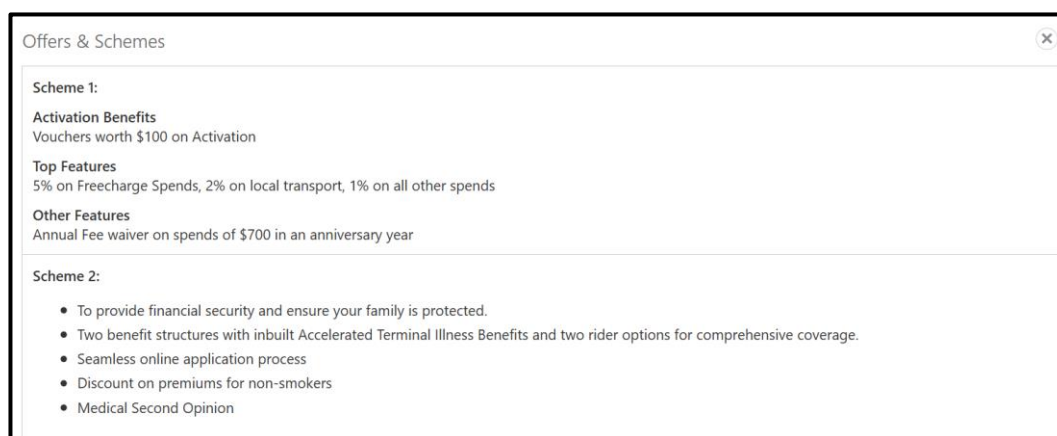 Offers & Schemes
Scheme 1:
Activation Benefits
Vouchers worth $100 on Activation
Top Features
5% on Freecharge Spends, 2% on local transport, 1% on all other spends
Other Features
Annual Fee waiver on spends of $700 in an anniversary year
Scheme 2:
• To provide financial security and ensure your family is protected.
• Two benefit structures with inbuilt Accelerated Terminal Illness Benefits and two rider options for comprehensive coverage.
• Seamless online application process
• Discount on premiums for non-smokers
• Medical Second Opinion